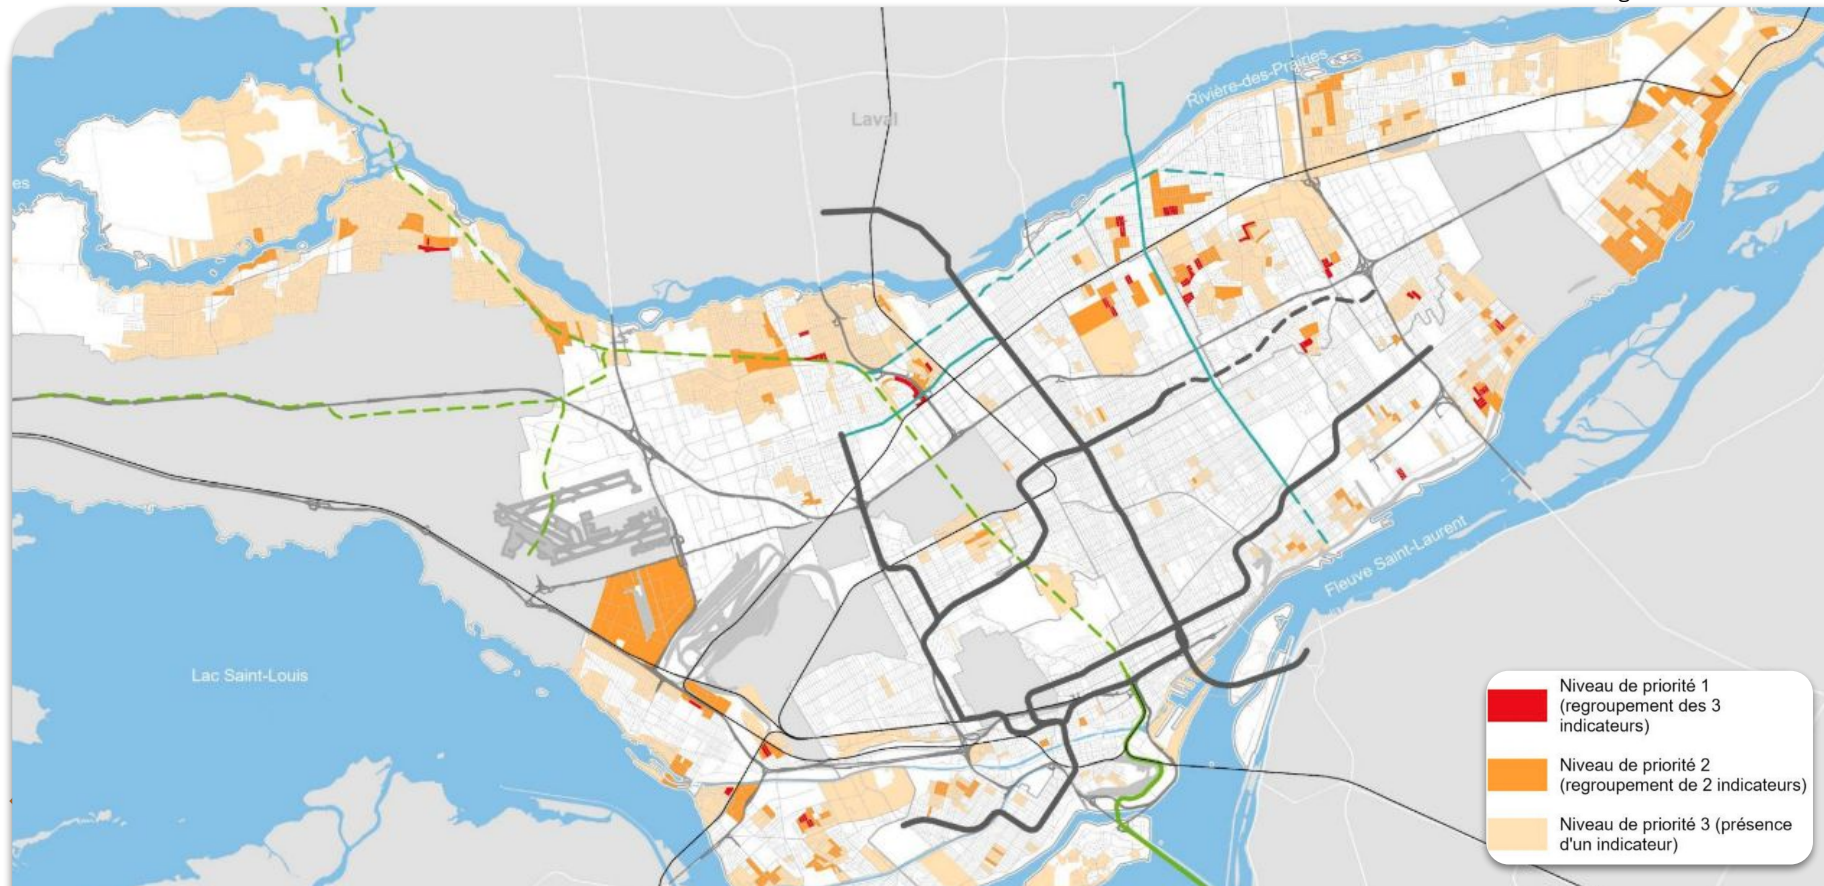 Rivière-des-Prairies
Laval
es
Fleuve Saint-Laurent
Lac Saint-Louis
Niveau de priorité 1
(regroupement des 3
indicateurs)
Niveau de priorité 2
(regroupement de 2 indicateurs)
Niveau de priorité 3 (présence
d'un indicateur)